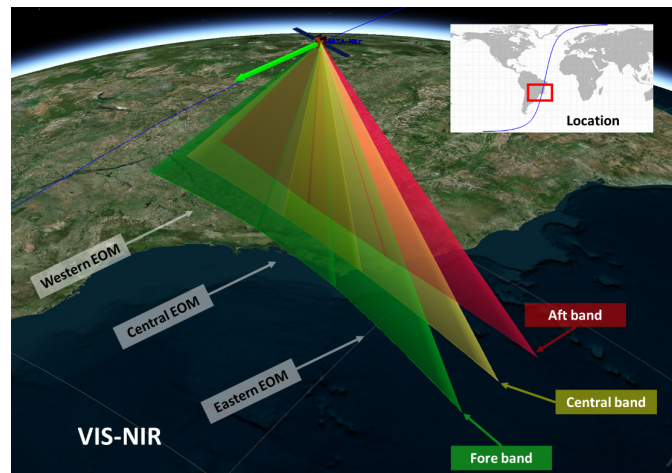 Location
Western EOM
Central EOM
Eastern EOM
Aft band
Central band
Fore band
VIS-NIR